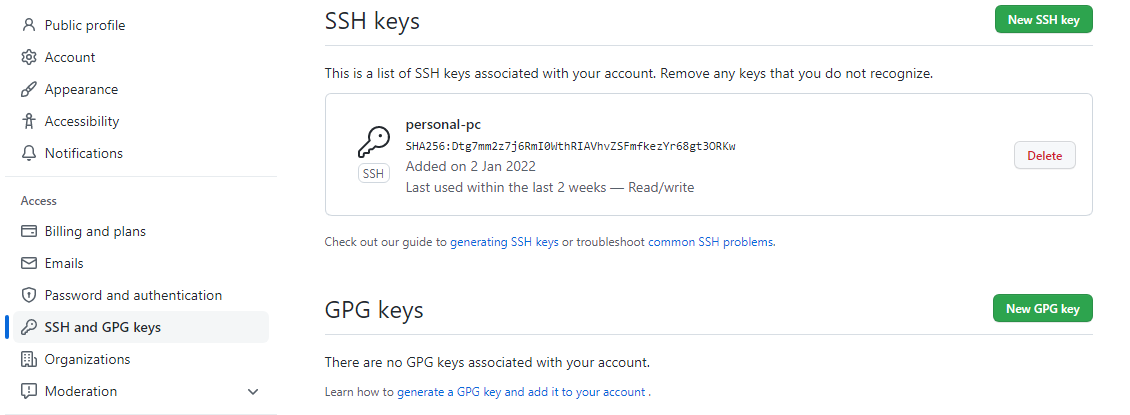 Public profile
Account
Appearance
Accessibility
Notifications
Access
Billing and plans
Emails
Password and authentication
SSH and GPG keys
Organizations
Moderation
SSH keys
New SSH key
This is a list of SSH keys associated with your account. Remove any keys that you do not recognize.
personal-pc
SHA256:Dtg7mm2z7j6RmI0WthRIAVhvZSFmfkezYr68gt3ORKw
SSH
Added on 2 Jan 2022
Last used within the last 2 weeks — Read/write
Delete
Check out our guide to generating SSH keys or troubleshoot common SSH problems.
GPG keys
New GPG key
There are no GPG keys associated with your account.
Learn how to generate a GPG key and add it to your account .